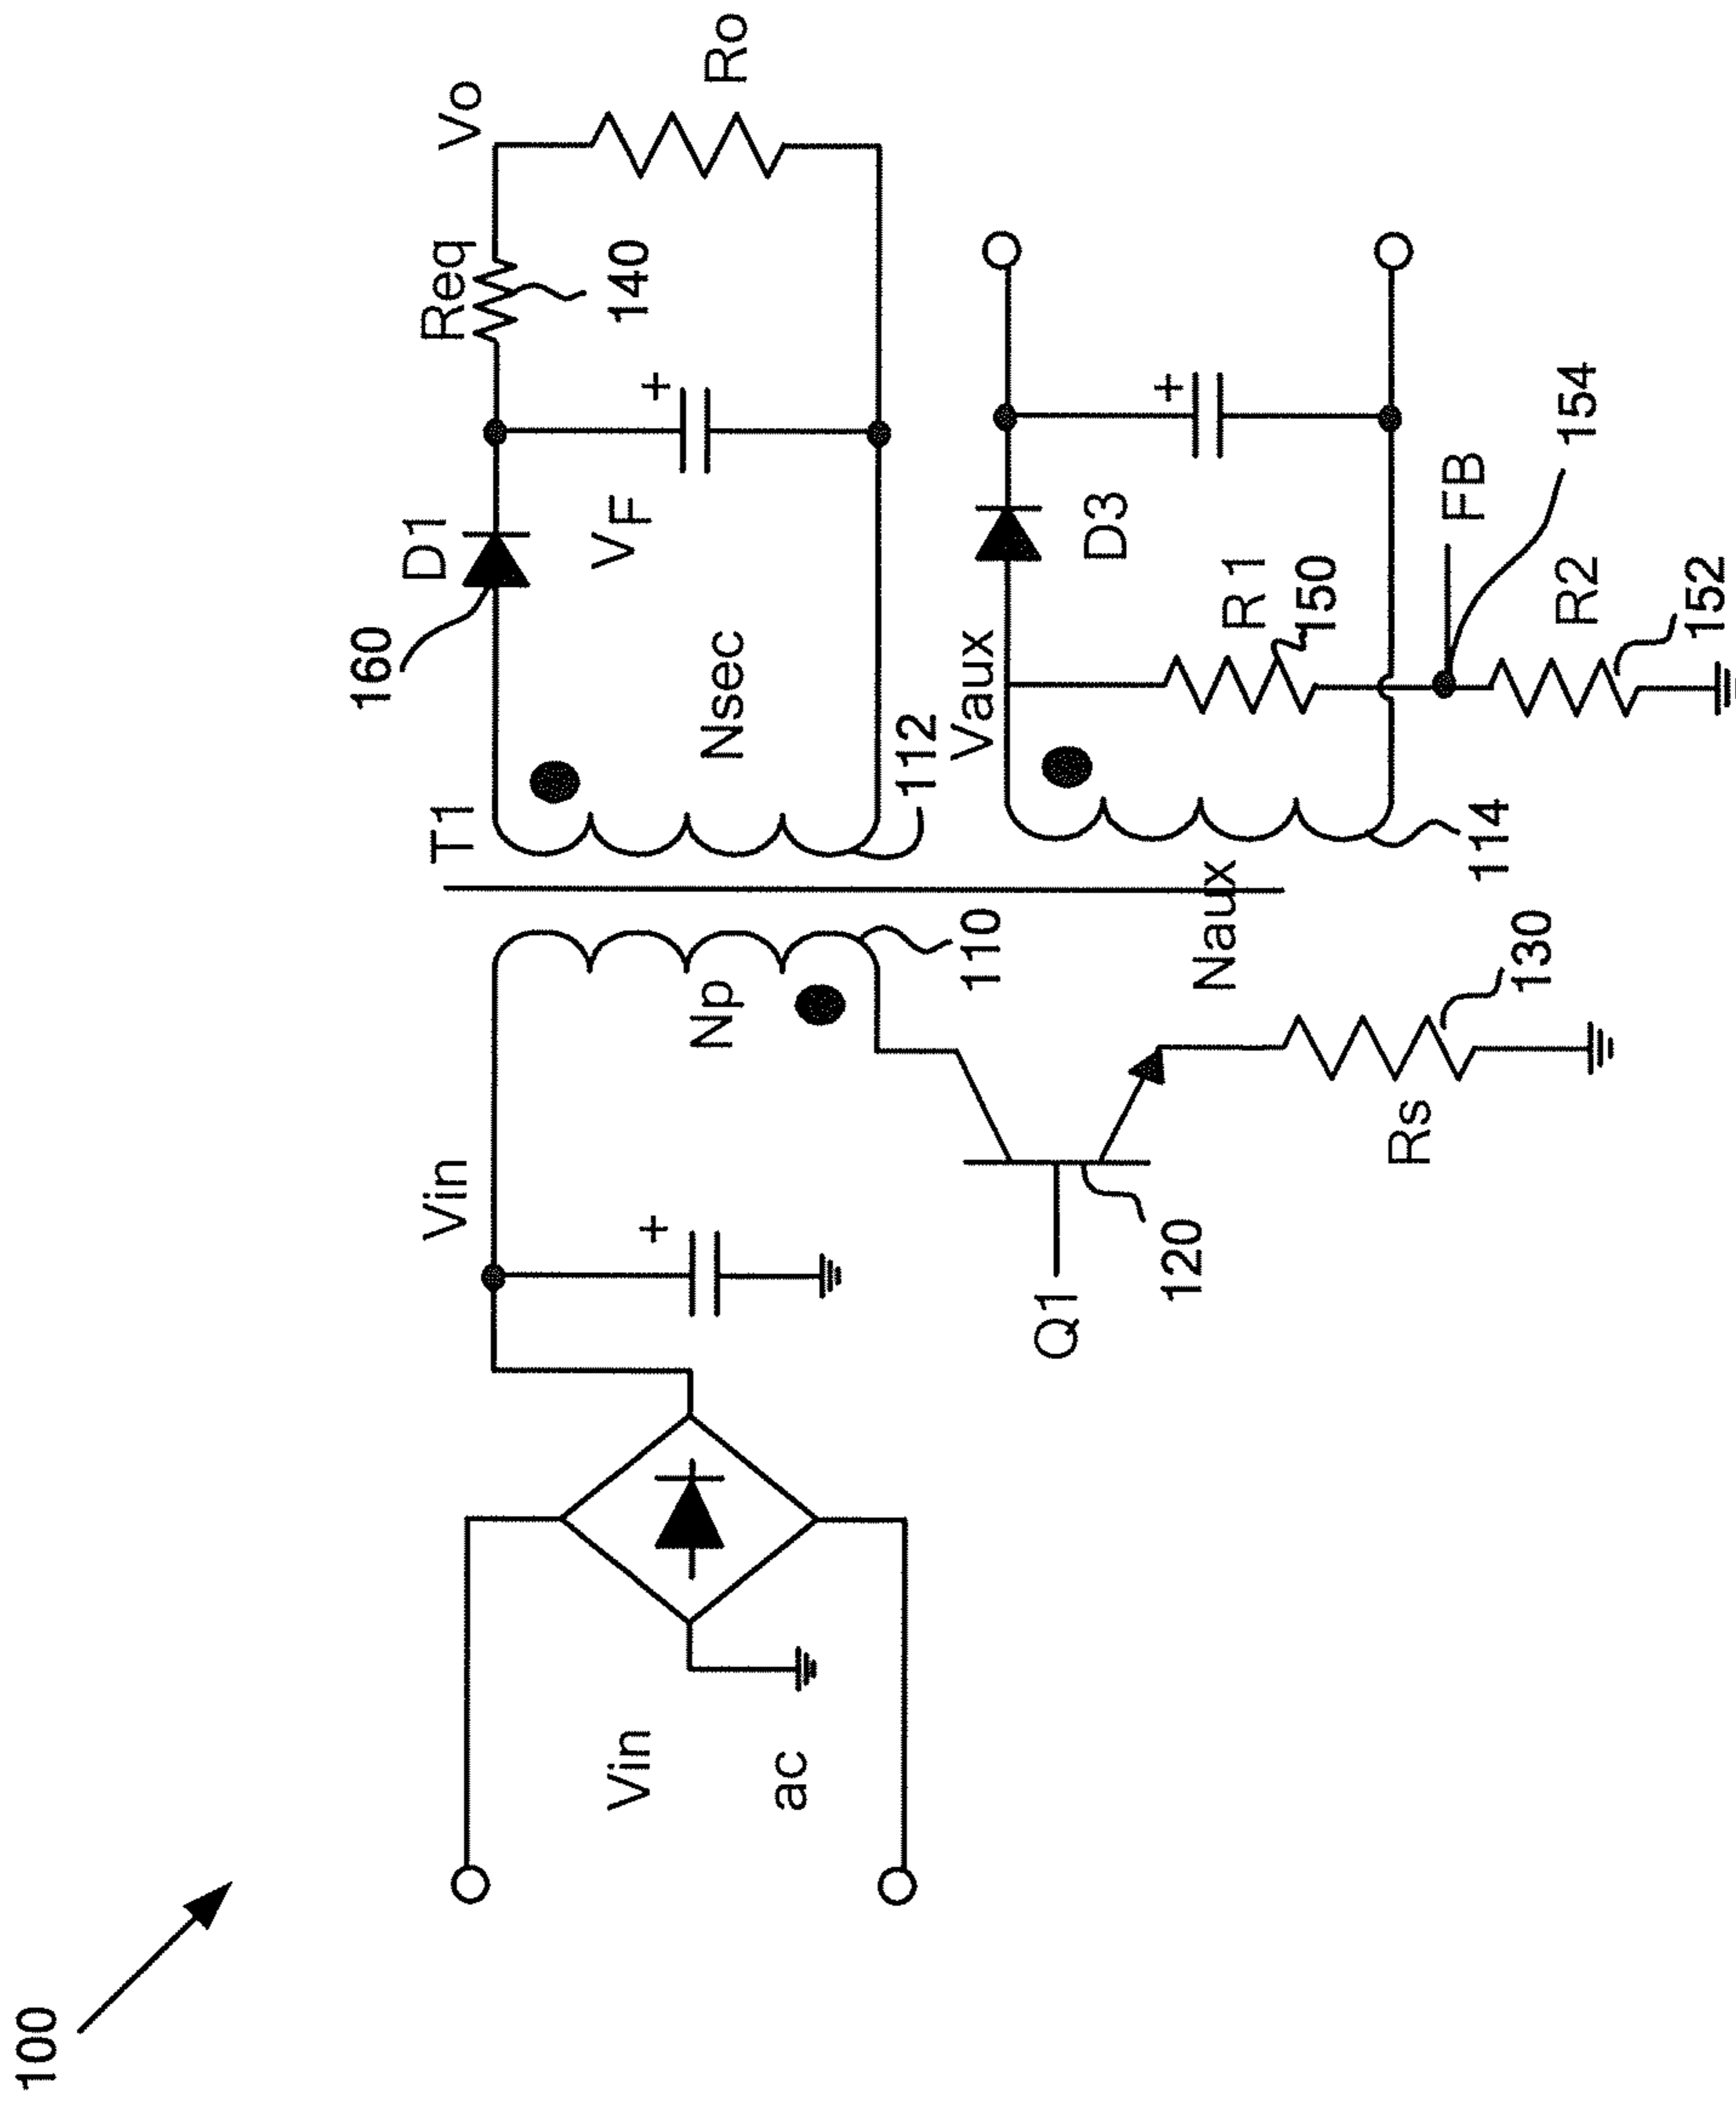 100
Vin
ac
Vin
Np
110
Q1
120
Rs
130
T1
160
D1
VF
Nsec
112
Req
140
Vo
Ro
Naux
114
Vaux
D3
R1
150
FB
154
R2
152
+
+
+